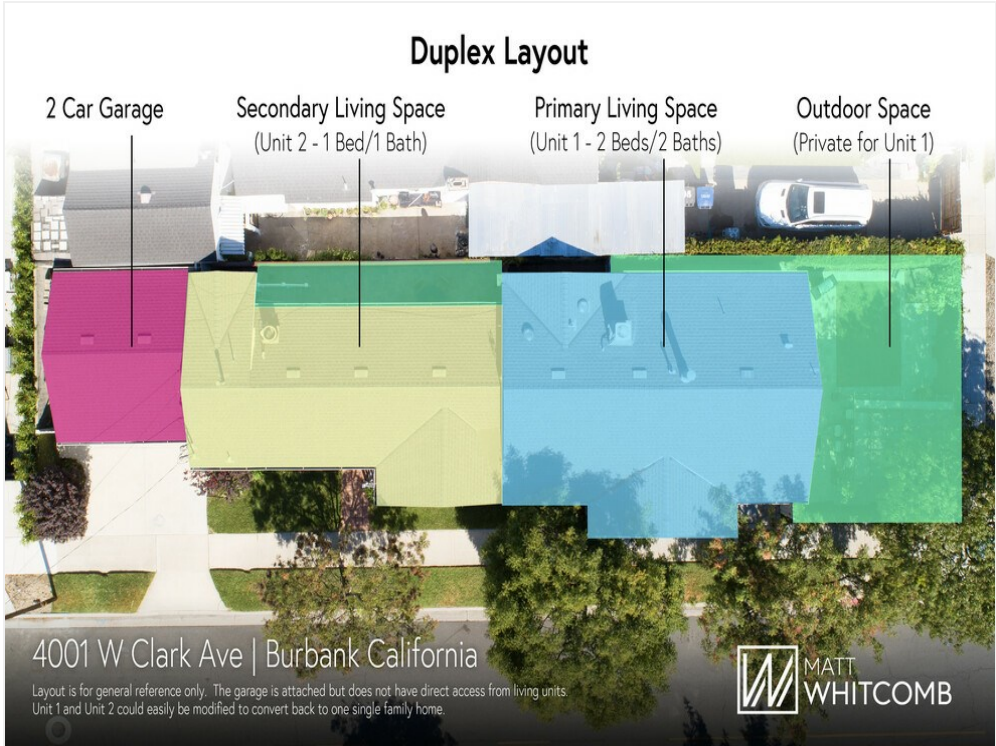 Duplex Layout
2 Car Garage
Secondary Living Space
(Unit 2 - 1 Bed/1 Bath)
Primary Living Space
(Unit 1 - 2 Beds/2 Baths)
Outdoor Space
(Private for Unit 1)
4001 W Clark Ave | Burbank California
Layout is for general reference only. The garage is attached but does not have direct access from living units.
Unit 1 and Unit 2 could easily be modified to convert back to one single family home.
MATT
WHITCOMB